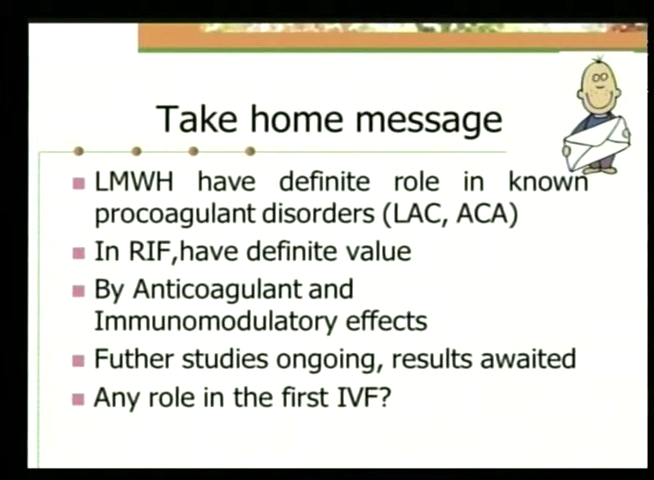 Take home message
LMWH have definite role in known
procoagulant disorders (LAC, ACA)
In RIF,have definite value
By Anticoagulant and
Immunomodulatory effects
Futher studies ongoing, results awaited
Any role in the first IVF?